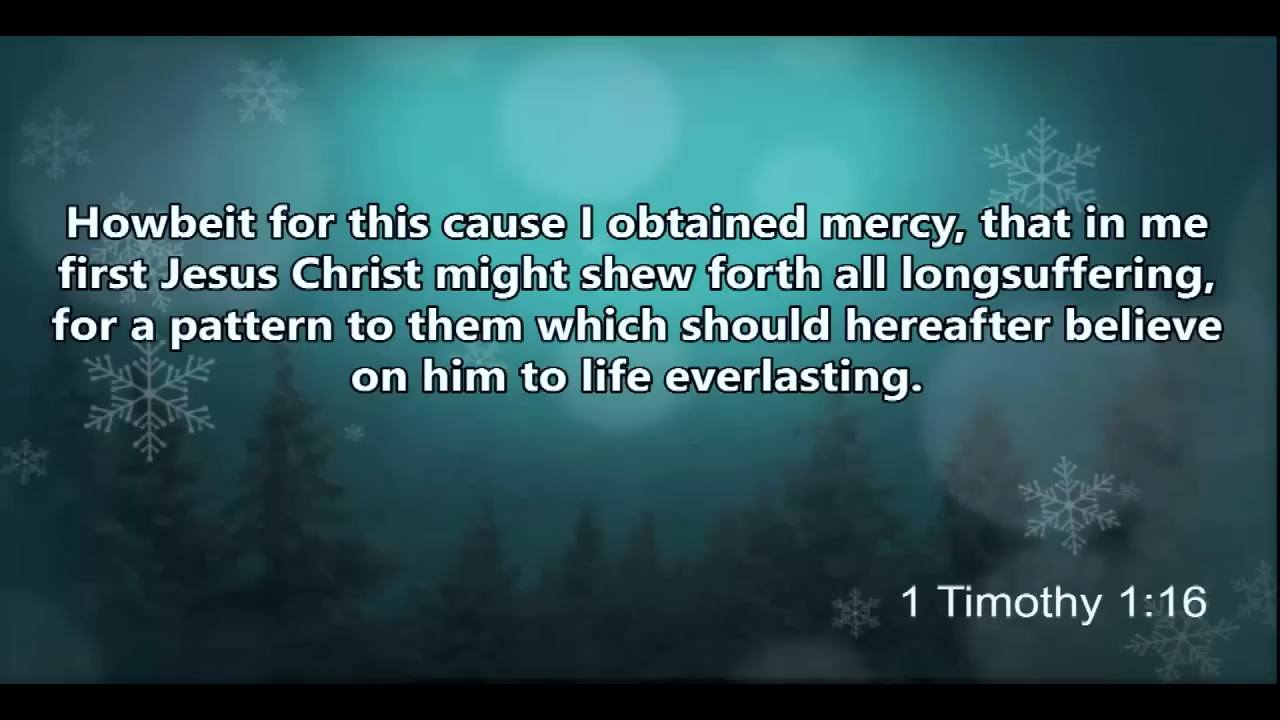 Howbeit for this cause I obtained mercy, that in me
first Jesus Christ might shew forth all longsuffering,
for a pattern to them which should hereafter believe
on him to life everlasting.
1 Timothy 1:16